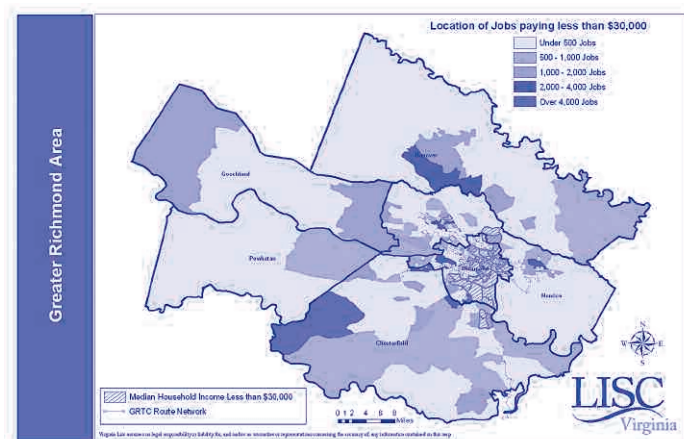 Greater Richmond Area
Location of Jobs paying less than $30,000
Under 500 Jobs
500 - 1,000 Jobs
1,000 - 2,000 Jobs
2,000 - 4,000 Jobs
Over 4,000 Jobs
Hanover
Goochland
Powhatan
Richmond
Henrico
Chesterfield
N
W E
S
Median Household Income Less than $30,000
GRTC Route Network
0 1 2 4 6 8
Miles
LISC
Virginia